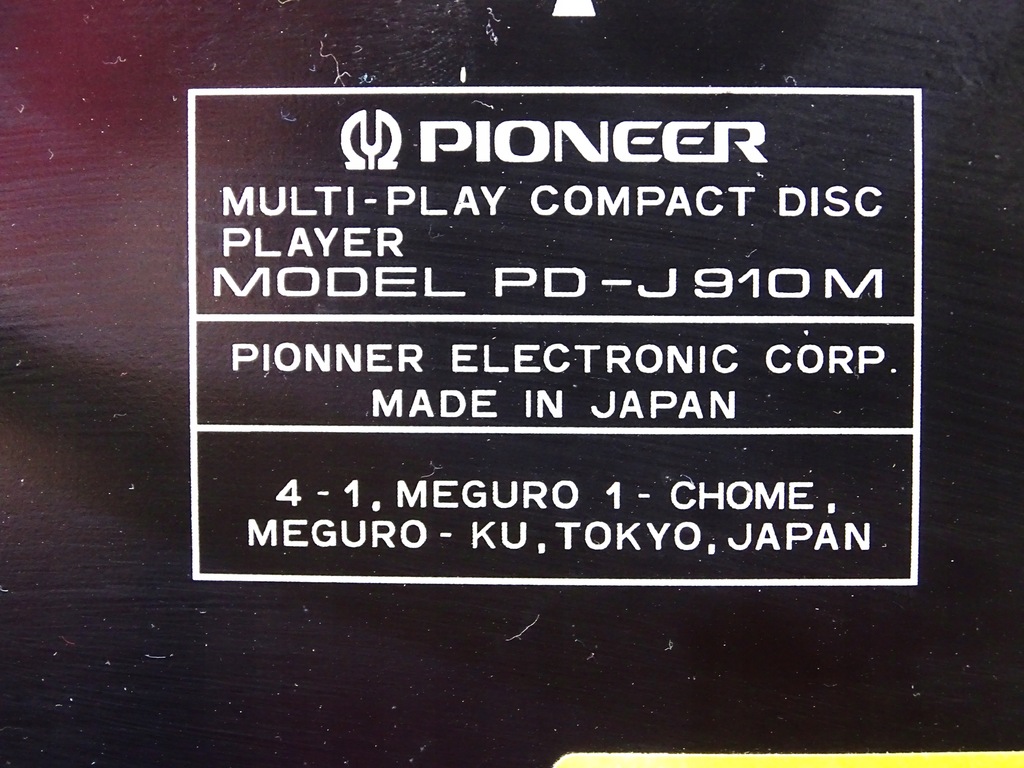 PIONEER
MULTI-PLAY COMPACT DISC
PLAYER
MODEL PD-J910M
PIONNER ELECTRONIC CORP.
MADE IN JAPAN
4-1, MEGURO 1-CHOME,
MEGURO-KU, TOKYO, JAPAN